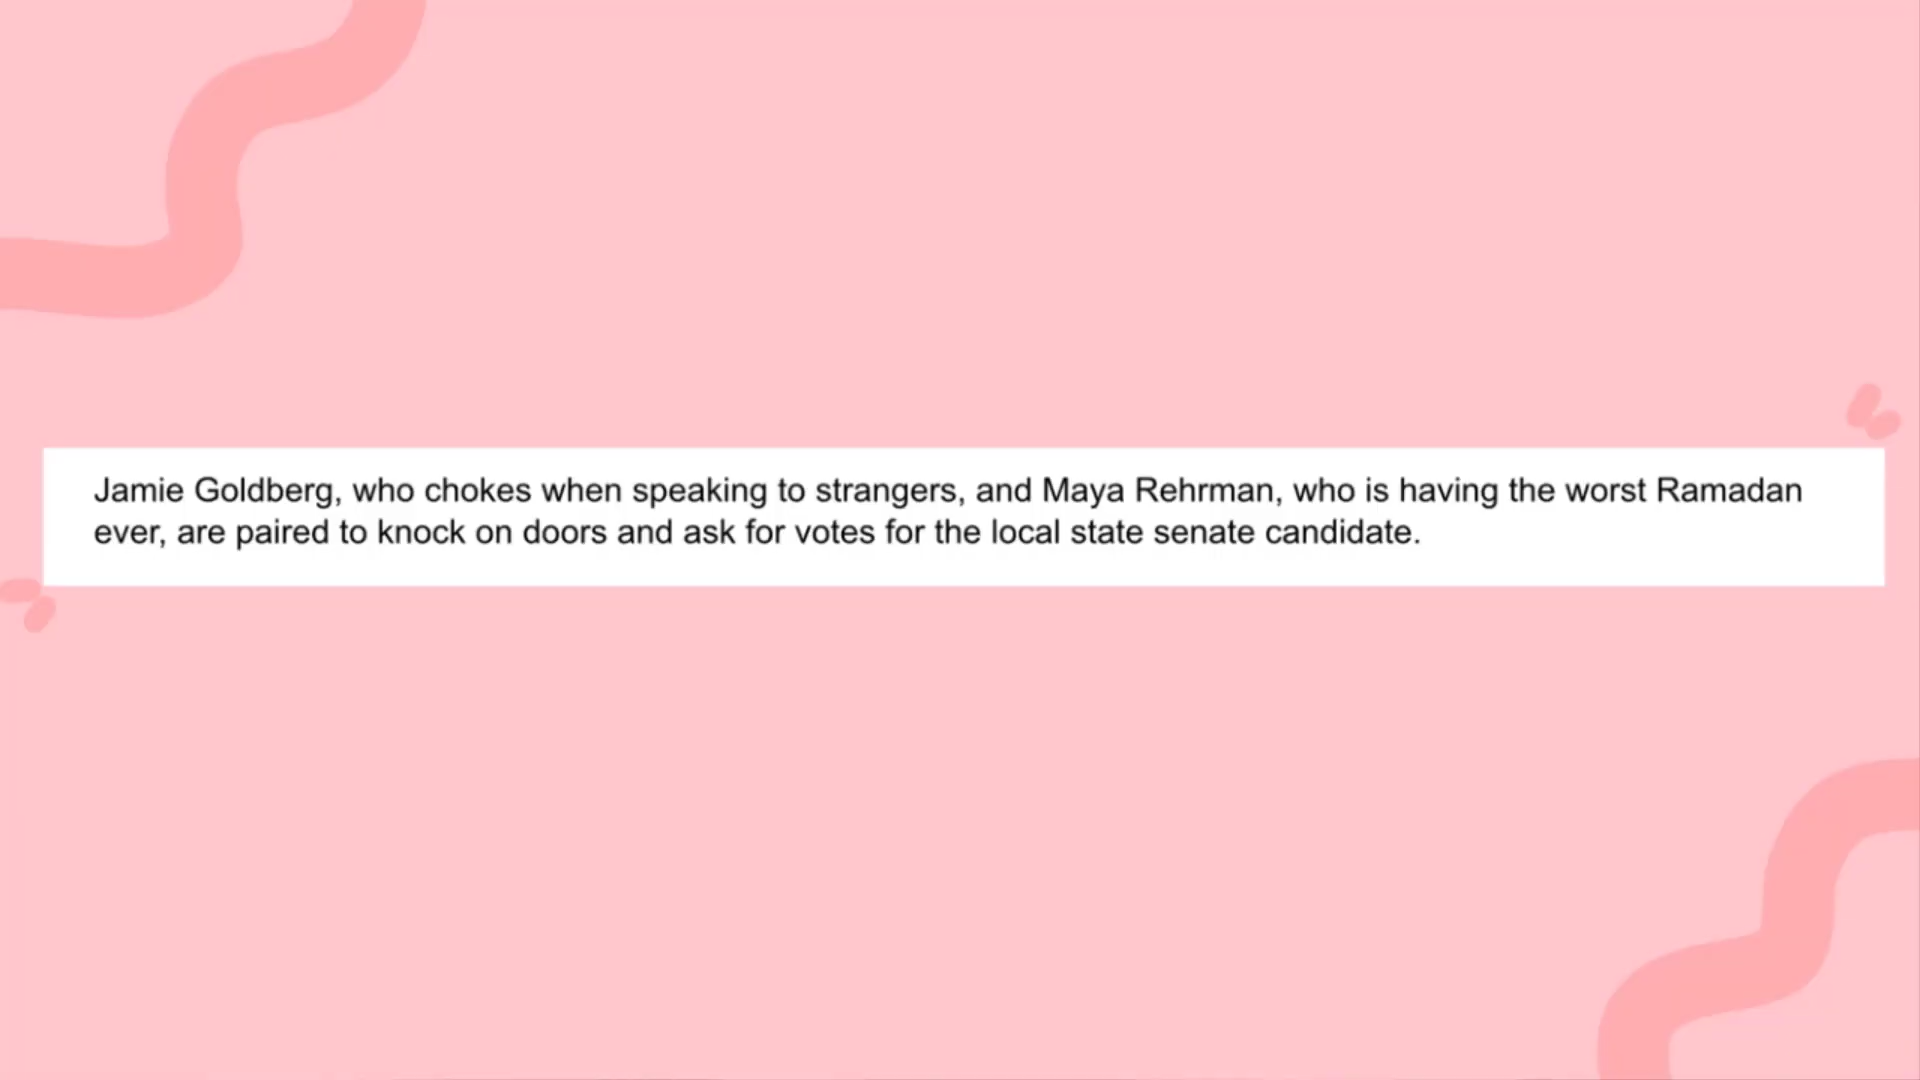 Jamie Goldberg, who chokes when speaking to strangers, and Maya Rehrman, who is having the worst Ramadan
ever, are paired to knock on doors and ask for votes for the local state senate candidate.